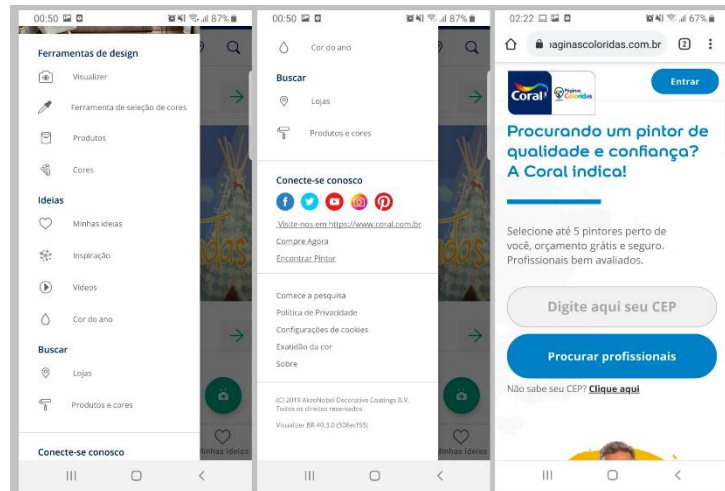 00:50
87%
Ferramentas de design
Visualizer
Ferramenta de seleção de cores
Produtos
Cores
Ideias
Minhas ideias
Inspiração
Vídeos
Cor do ano
Buscar
Lojas
Produtos e cores
Conecte-se conosco
Minhas ideias
00:50
87%
Cor do ano
Buscar
Lojas
Produtos e cores
Conecte-se conosco
Visite-nos em https://www.coral.com.br
Compre Agora
Encontrar Pintor
Comece a pesquisa
Política de Privacidade
Configurações de cookies
Exatidão da cor
Sobre
(C) 2019 AkzoNobel Decorative Coatings B.V.
Todos os direitos reservados
Visualizer BR 40.3.0 (506ecf55)
Minhas ideias
02:22
67%
paginascoloridas.com.br
2
Coral
Páginas
Coloridas
Entrar
Procurando um pintor de
qualidade e confiança?
A Coral indica!
Selecione até 5 pintores perto de
você, orçamento grátis e seguro.
Profissionais bem avaliados.
Digite aqui seu CEP
Procurar profissionais
Não sabe seu CEP? Clique aqui